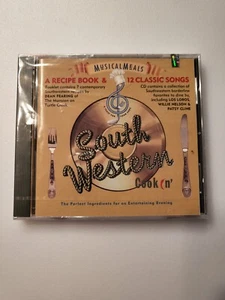 MUSICALMEALS
A RECIPE BOOK & 12 CLASSIC SONGS
Booklet contains 7 contemporary
Southwestern recipes by
DEAN FEARING of
The Mansion on
Turtle Creek.
CD contains a collection of
Southwestern borderline
favorites to dine by,
including LOS LOBOS,
WILLIE NELSON &
PATSY CLINE
South
Western
Cookin'
The Perfect Ingredients for an Entertaining Evening